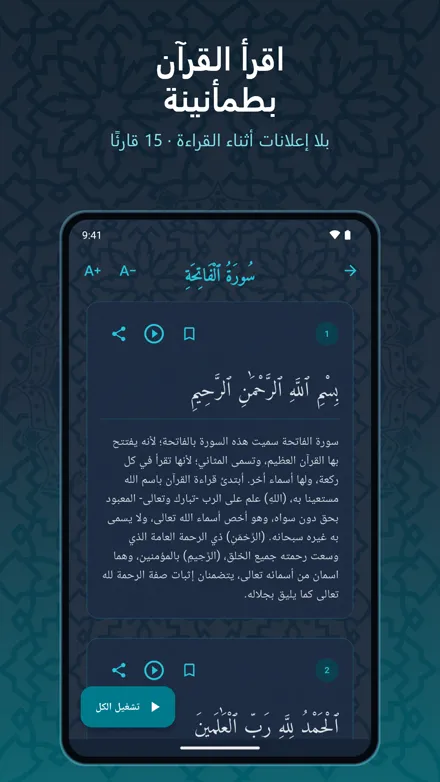 اقرأ القرآن
بطمأنينة
بلا إعلانات أثناء القراءة · 15 قارئًا
9:41
A+ A- سُورَةُ ٱلْفَاتِحَةِ
1
بِسْمِ ٱللَّهِ ٱلرَّحْمَٰنِ ٱلرَّحِيمِ
سورة الفاتحة سميت هذه السورة بالفاتحة؛ لأنه يفتتح
بها القرآن العظيم، وتسمى المثاني؛ لأنها تقرأ في كل
ركعة، ولها أسماء أخر. أبتدئ قراءة القرآن باسم الله
مستعينا به، (اللهِ) علم على الرب -تبارك وتعالى- المعبود
بحق دون سواه، وهو أخص أسماء الله تعالى، ولا يسمى
به غيره سبحانه. (الرَّحْمَنِ) ذي الرحمة العامة الذي
وسعت رحمته جميع الخلق، (الرَّحِيمِ) بالمؤمنين، وهما
اسمان من أسمائه تعالى، يتضمنان إثبات صفة الرحمة لله
تعالى كما يليق بجلاله.
2
ٱلْحَمْدُ لِلَّهِ رَبِّ ٱلْعَٰلَمِينَ
تشغيل الكل